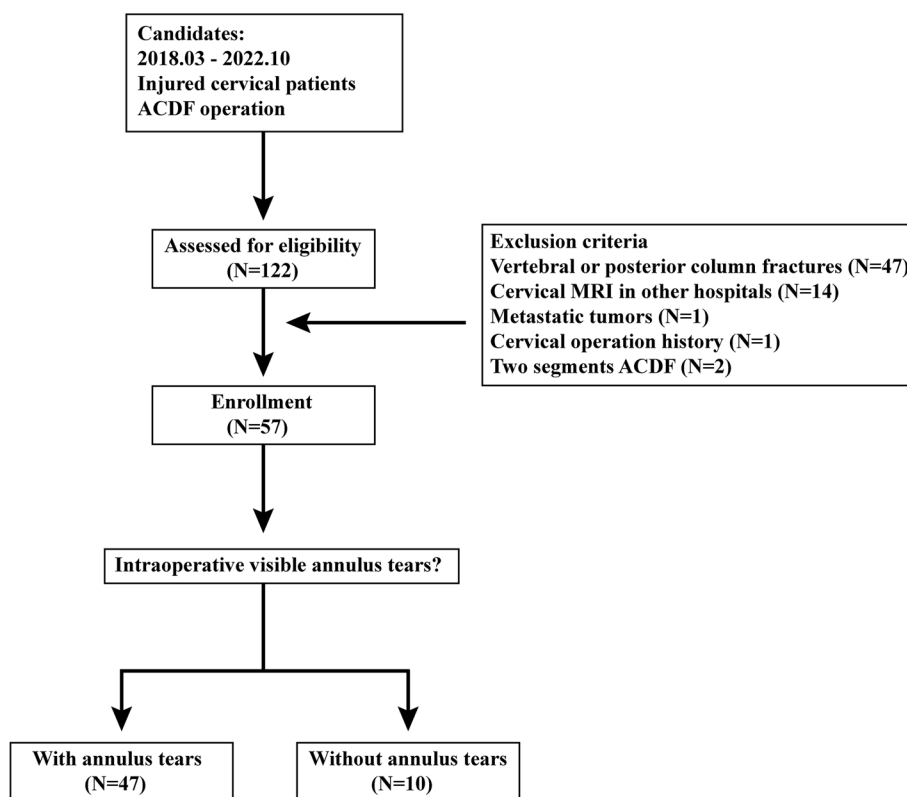 Candidates:
2018.03 - 2022.10
Injured cervical patients
ACDF operation
Assessed for eligibility
(N=122)
Exclusion criteria
Vertebral or posterior column fractures (N=47)
Cervical MRI in other hospitals (N=14)
Metastatic tumors (N=1)
Cervical operation history (N=1)
Two segments ACDF (N=2)
Enrollment
(N=57)
Intraoperative visible annulus tears?
With annulus tears
(N=47)
Without annulus tears
(N=10)